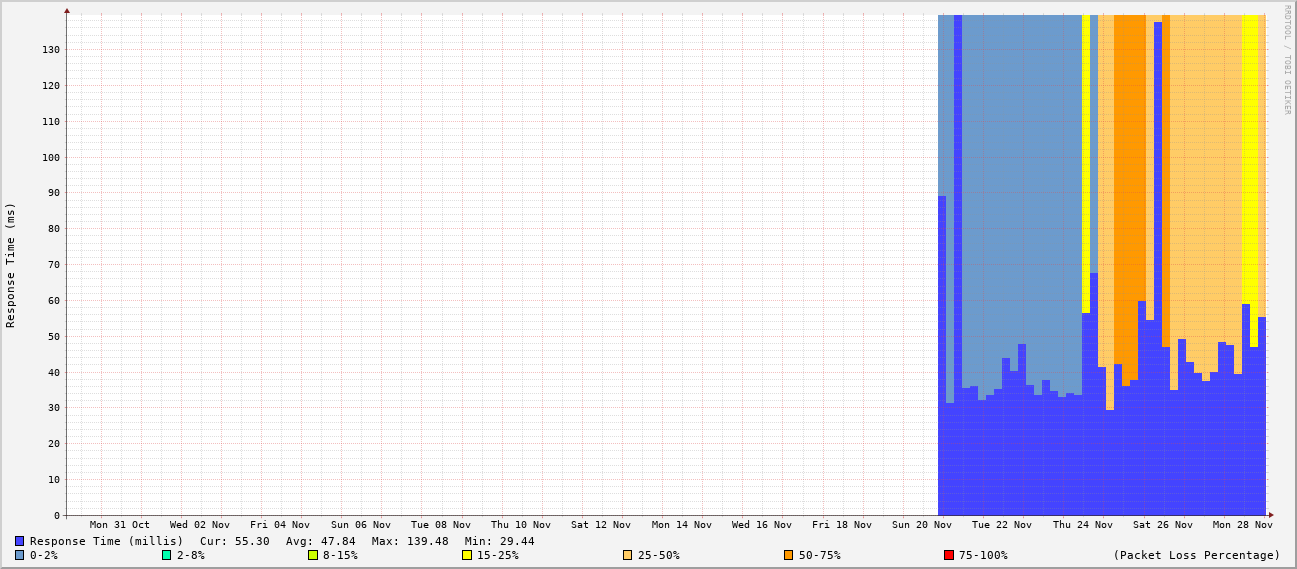 RRDTOOL / TOBI OETIKER
Response Time (ms)
130
120
110
100
90
80
70
60
50
40
30
20
10
0
Mon 31 Oct Wed 02 Nov Fri 04 Nov Sun 06 Nov Tue 08 Nov Thu 10 Nov Sat 12 Nov Mon 14 Nov Wed 16 Nov Fri 18 Nov Sun 20 Nov Tue 22 Nov Thu 24 Nov Sat 26 Nov Mon 28 Nov
Response Time (millis) Cur: 55.30 Avg: 47.84 Max: 139.48 Min: 29.44
0-2% 2-8% 8-15% 15-25% 25-50% 50-75% 75-100% (Packet Loss Percentage)